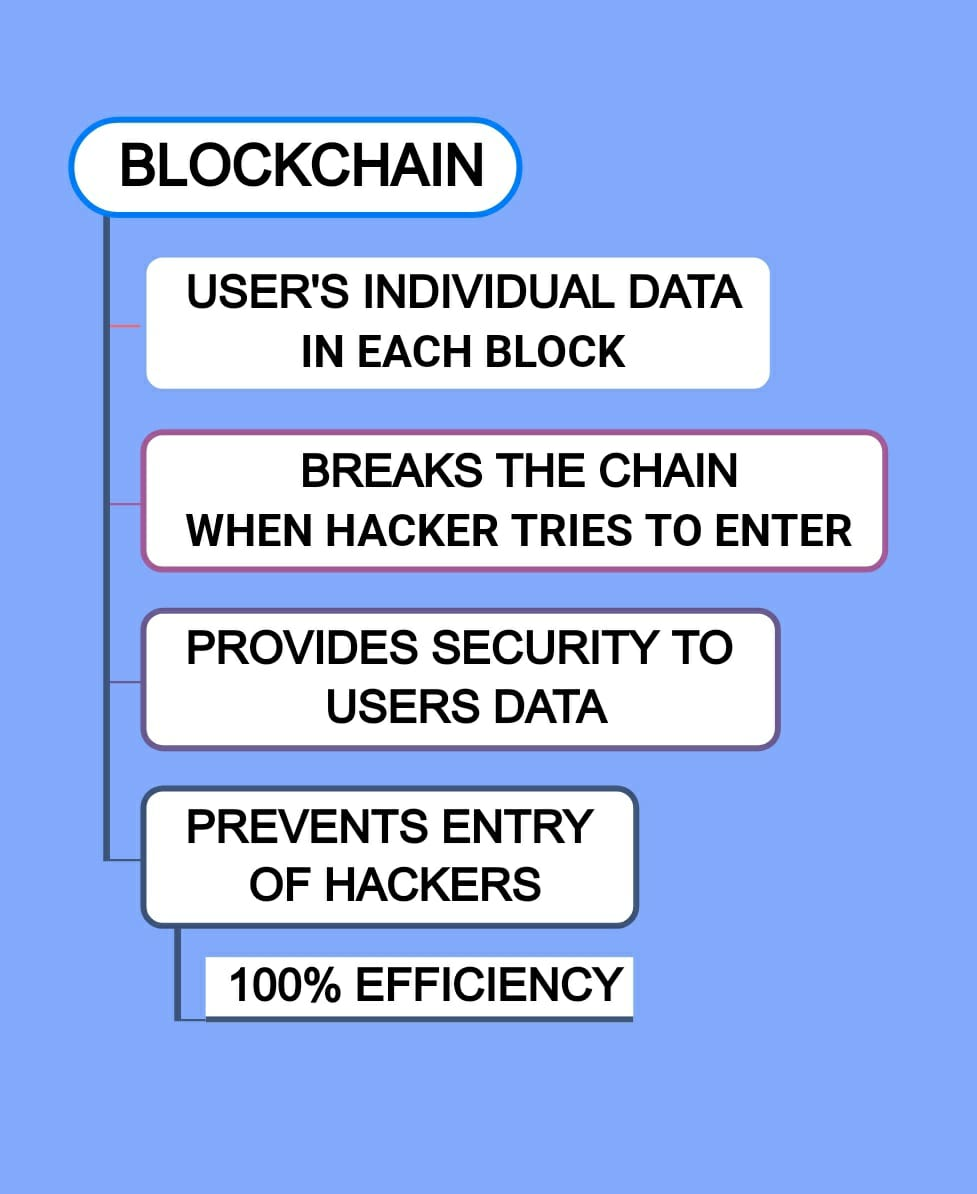 BLOCKCHAIN
USER'S INDIVIDUAL DATA
IN EACH BLOCK
BREAKS THE CHAIN
WHEN HACKER TRIES TO ENTER
PROVIDES SECURITY TO
USERS DATA
PREVENTS ENTRY
OF HACKERS
100% EFFICIENCY